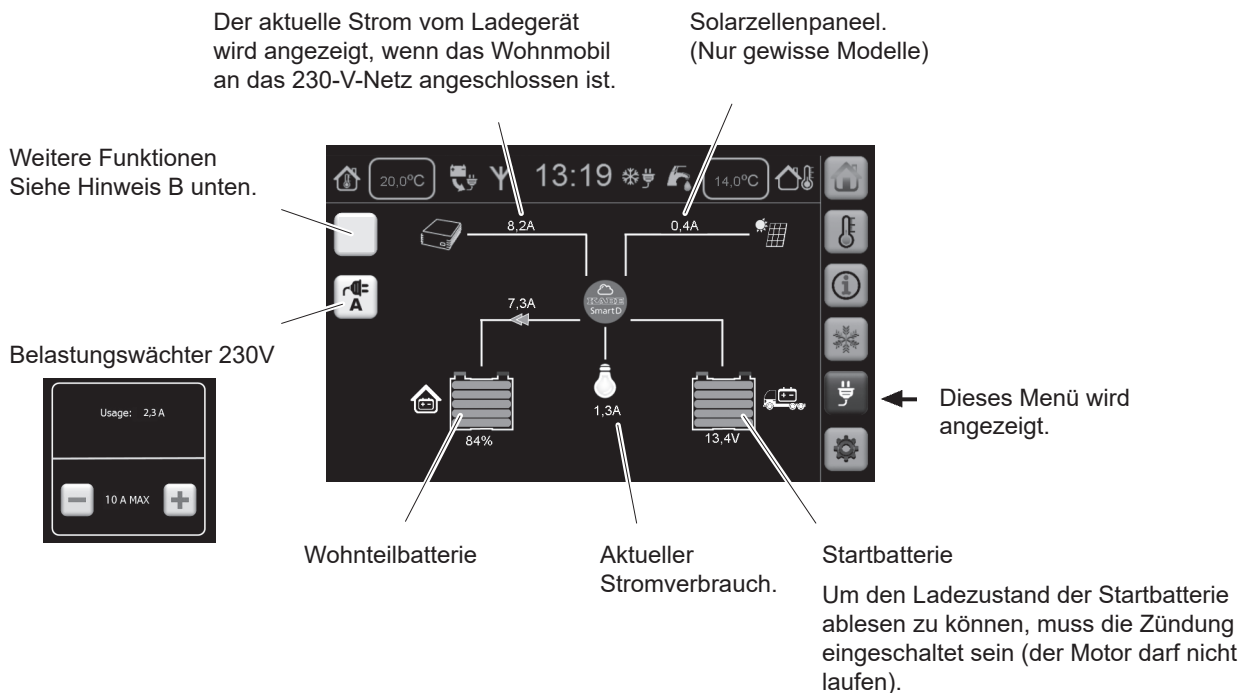 Der aktuelle Strom vom Ladegerät
wird angezeigt, wenn das Wohnmobil
an das 230-V-Netz angeschlossen ist.
Solarzellenpaneel.
(Nur gewisse Modelle)
Weitere Funktionen
Siehe Hinweis B unten.
20,0°C
13:19
14,0°C
8,2A
0,4A
A
7,3A
KABE
SmartD
Belastungswächter 230V
Usage: 2,3 A
10 A MAX
1,3A
84%
13,4V
Dieses Menü wird
angezeigt.
Wohnteilbatterie
Aktueller
Stromverbrauch.
Startbatterie
Um den Ladezustand der Startbatterie
ablesen zu können, muss die Zündung
eingeschaltet sein (der Motor darf nicht
laufen).